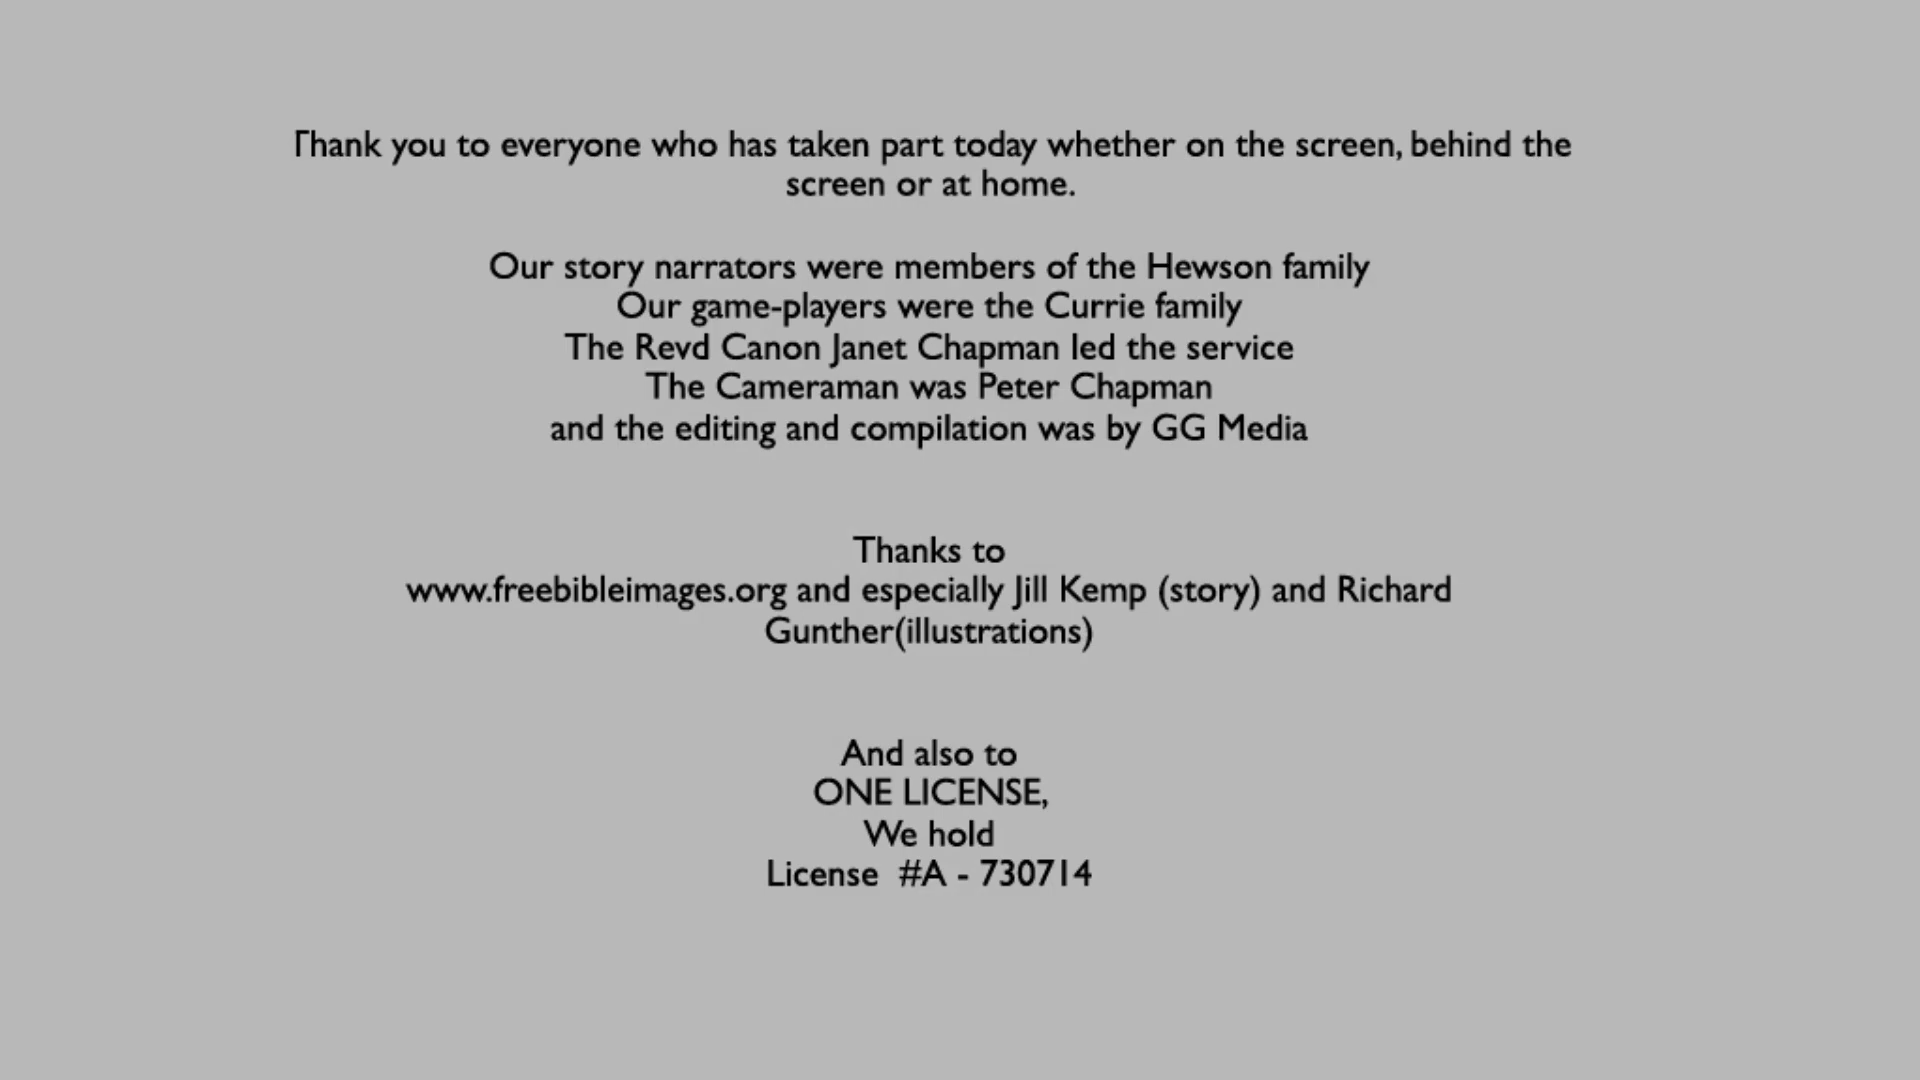 Thank you to everyone who has taken part today whether on the screen, behind the
screen or at home.
Our story narrators were members of the Hewson family
Our game-players were the Currie family
The Revd Canon Janet Chapman led the service
The Cameraman was Peter Chapman
and the editing and compilation was by GG Media
Thanks to
www.freebibleimages.org and especially Jill Kemp (story) and Richard
Gunther(illustrations)
And also to
ONE LICENSE,
We hold
License  #A - 730714